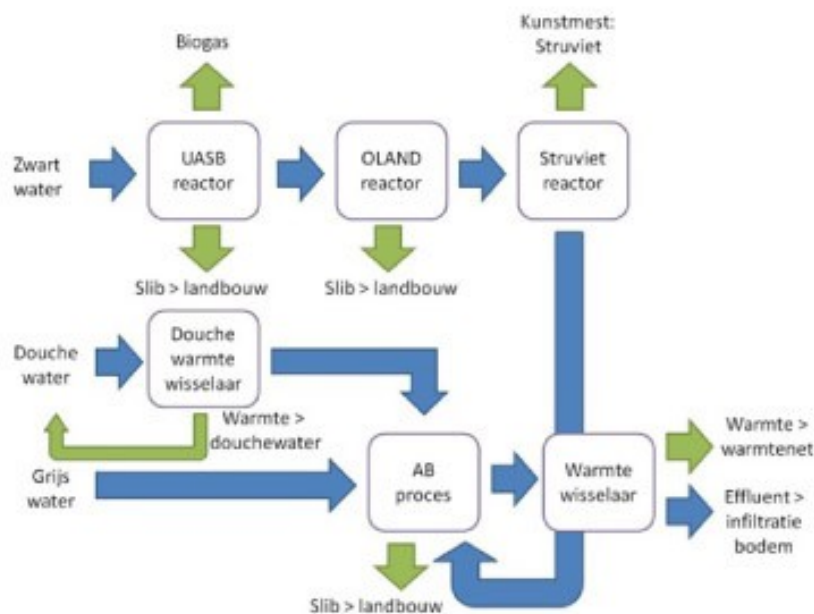 Biogas
Kunstmest:
Struviet
Zwart
water
UASB
reactor
OLAND
reactor
Struviet
reactor
Slib > landbouw
Slib > landbouw
Douche
water
Douche
warmte
wisselaar
Warmte >
douchewater
Grijs
water
AB
proces
Warmte
wisselaar
Warmte >
warmtenet
Effluent >
infiltratie
bodem
Slib > landbouw